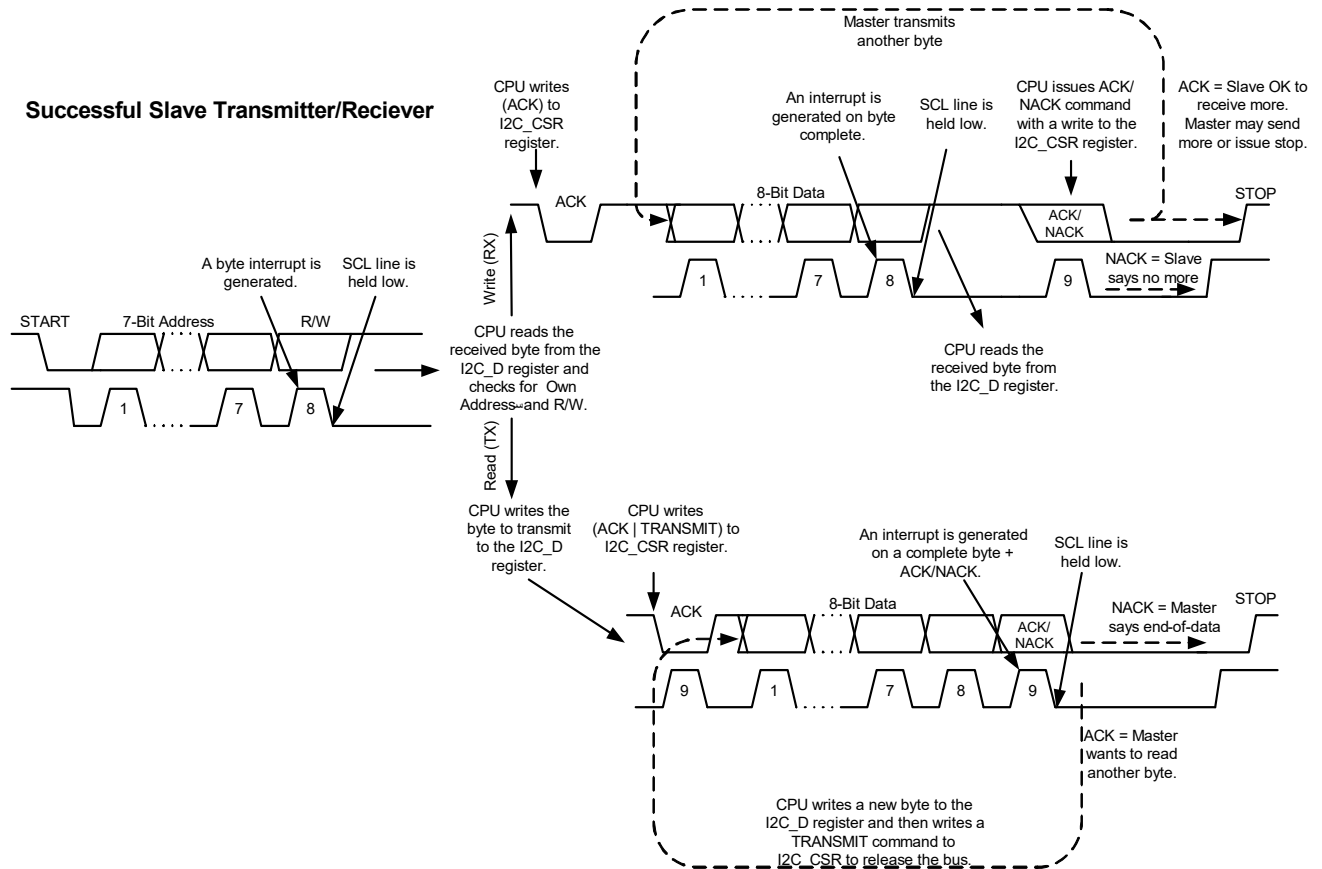 Successful Slave Transmitter/Reciever
Master transmits
another byte
CPU writes
(ACK) to
I2C_CSR
register.
An interrupt is
generated on byte
complete.
SCL line is
held low.
CPU issues ACK/
NACK command
with a write to the
I2C_CSR register.
ACK = Slave OK to
receive more.
Master may send
more or issue stop.
ACK
8-Bit Data
ACK/
NACK
STOP
1
7
8
9
NACK = Slave
says no more
CPU reads the
received byte from
the I2C_D register.
Write (RX)
A byte interrupt is
generated.
SCL line is
held low.
START
7-Bit Address
R/W
1
7
8
CPU reads the
received byte from the
I2C_D register and
checks for Own
Address and R/W.
Read (TX)
CPU writes the
byte to transmit
to the I2C_D
register.
CPU writes
(ACK | TRANSMIT) to
I2C_CSR register.
An interrupt is generated
on a complete byte +
ACK/NACK.
SCL line is
held low.
ACK
8-Bit Data
ACK/
NACK
NACK = Master
says end-of-data
STOP
9
1
7
8
9
ACK = Master
wants to read
another byte.
CPU writes a new byte to the
I2C_D register and then writes a
TRANSMIT command to
I2C_CSR to release the bus.